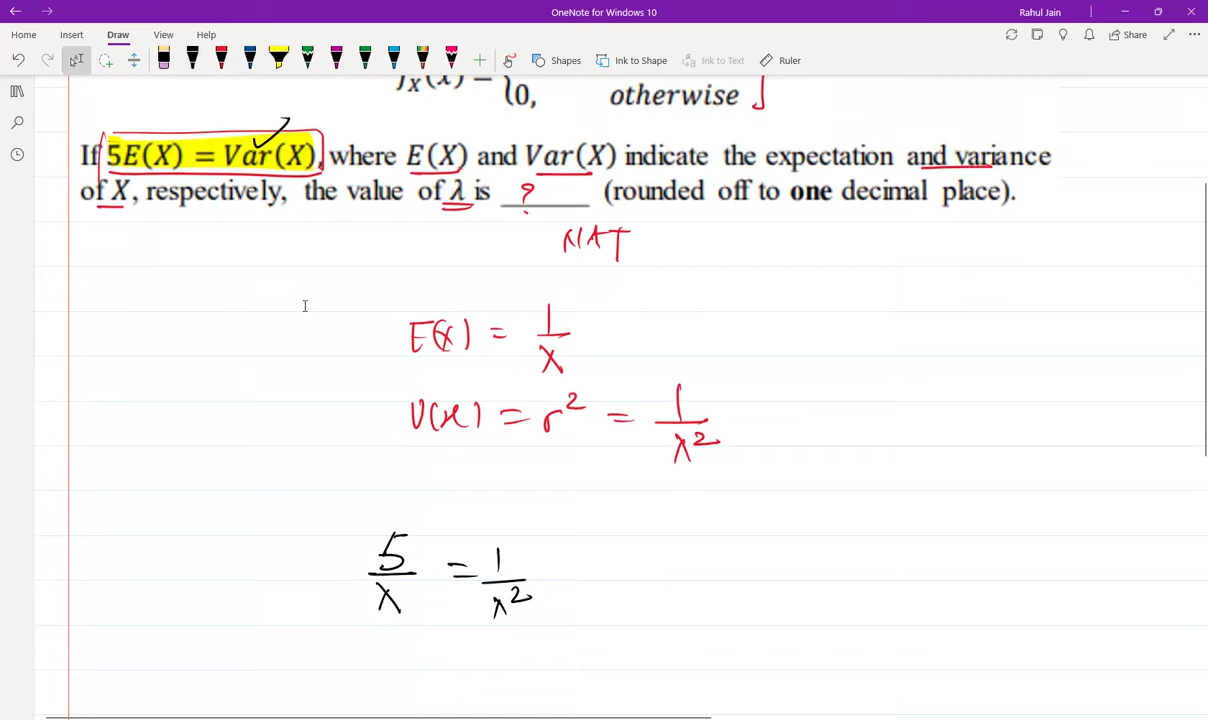 OneNote for Windows 10
Rahul Jain
Home Insert Draw View Help
Share
Shapes Ink to Shape Ink to Text Ruler
{0, otherwise
If 5E(X) = Var(X), where E(X) and Var(X) indicate the expectation and variance
of X, respectively, the value of λ is ? (rounded off to one decimal place).
NAT
E(x) = 1/λ
V(x) = σ² = 1/λ²
5/λ = 1/λ²